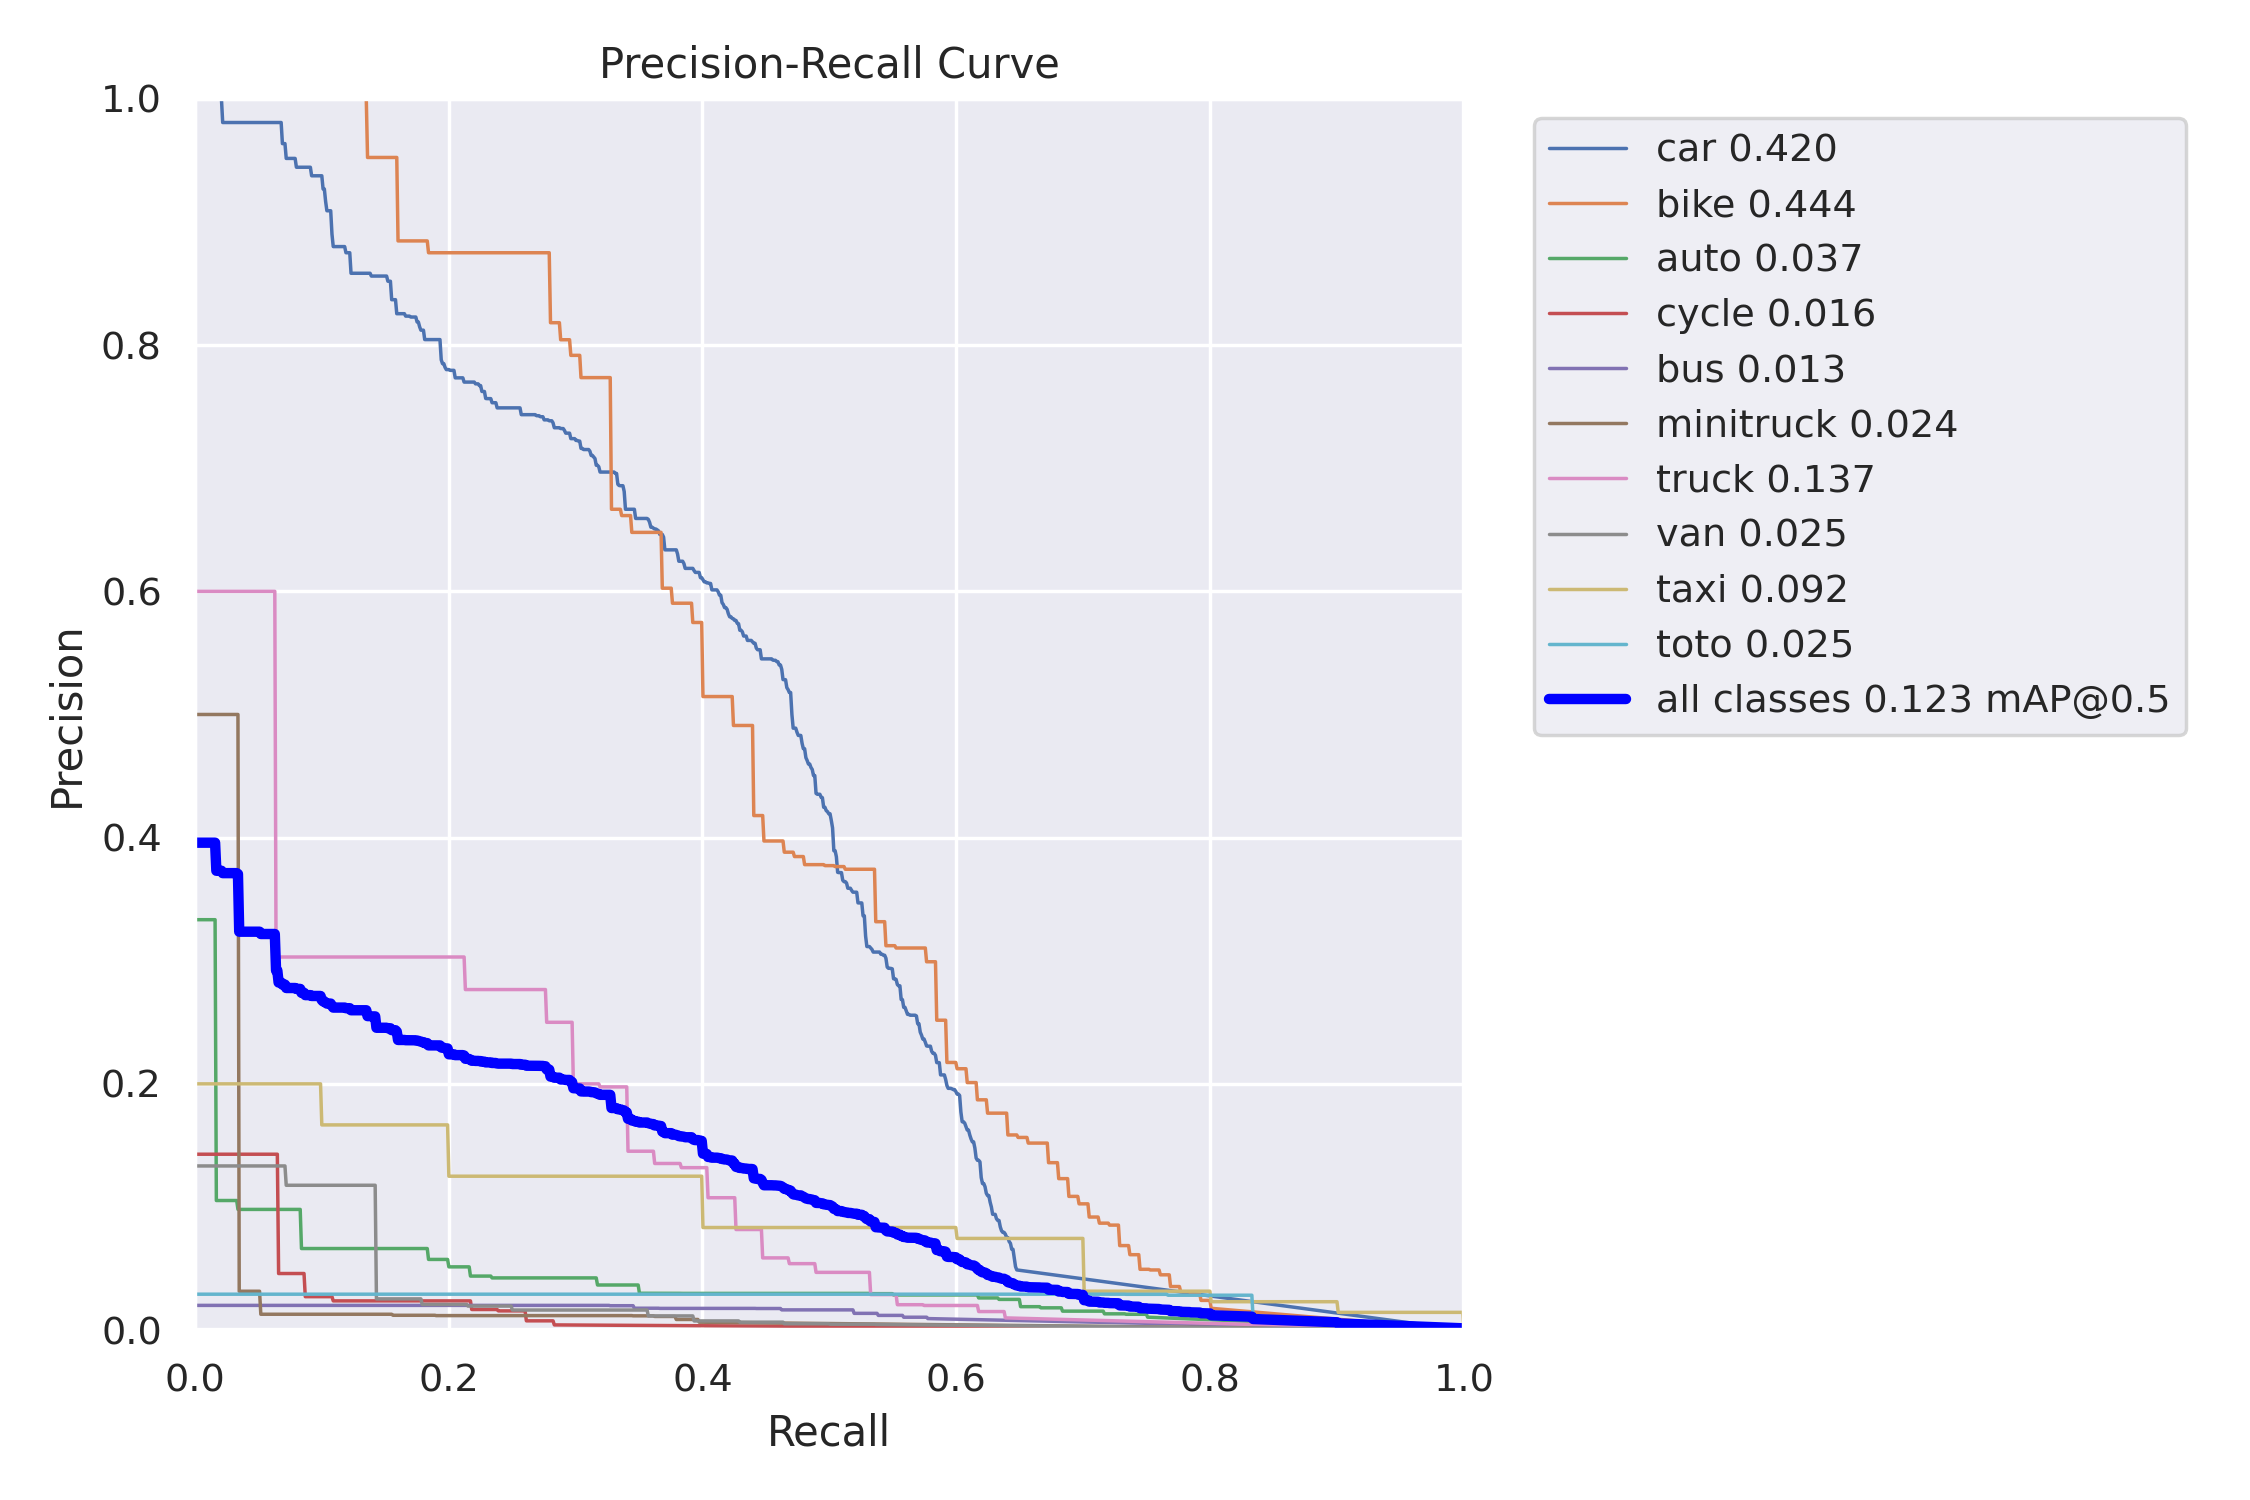 Precision-Recall Curve
1.0
0.8
0.6
0.4
0.2
0.0
Precision
0.0 0.2 0.4 0.6 0.8 1.0
Recall
car 0.420
bike 0.444
auto 0.037
cycle 0.016
bus 0.013
minitruck 0.024
truck 0.137
van 0.025
taxi 0.092
toto 0.025
all classes 0.123 mAP@0.5